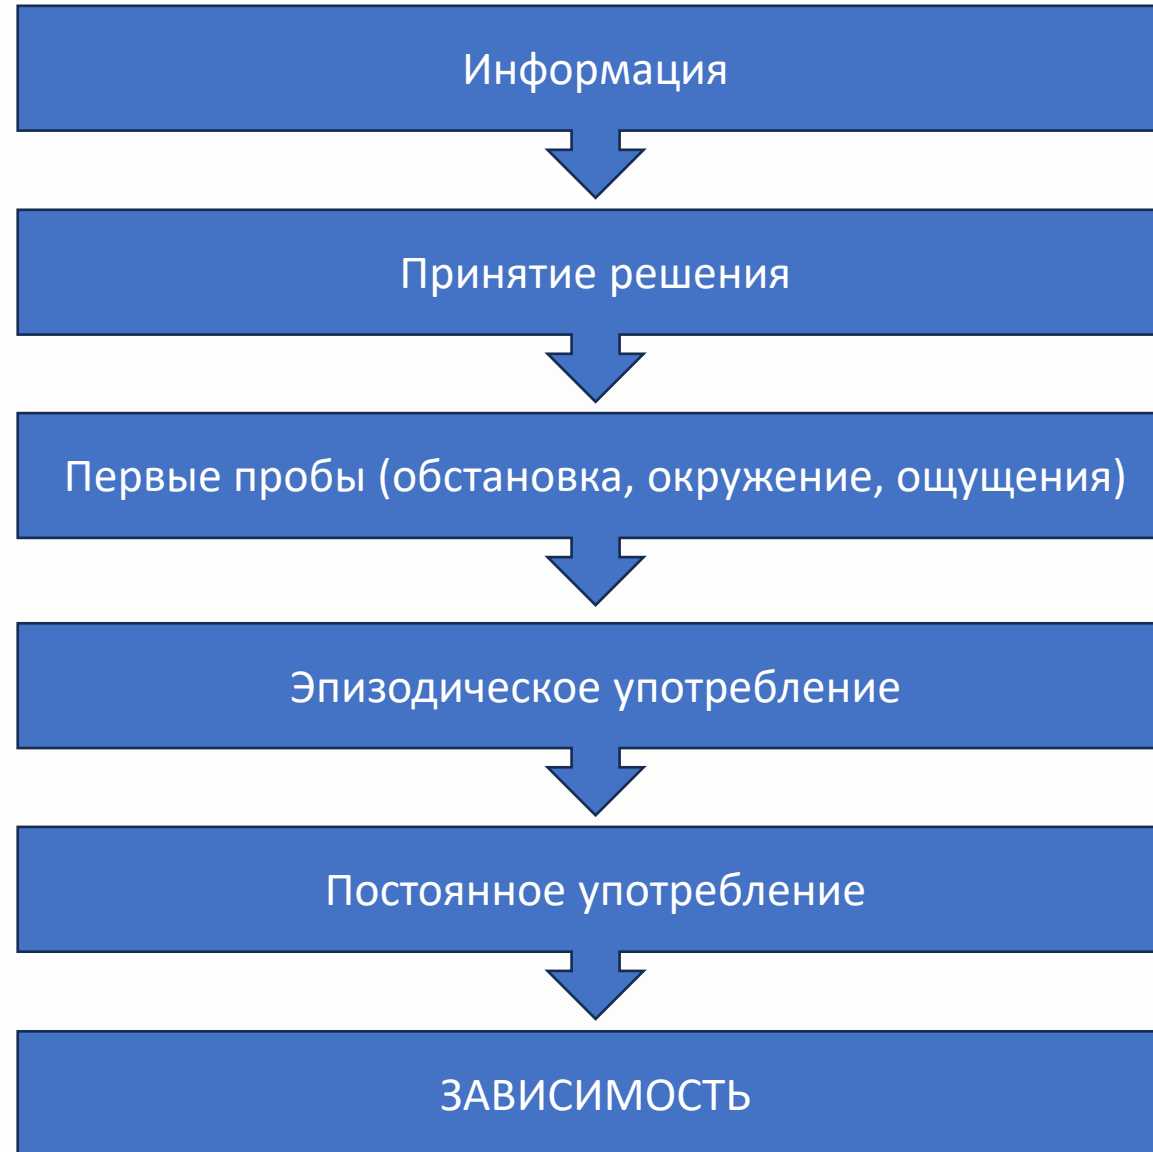 Информация
Принятие решения
Первые пробы (обстановка, окружение, ощущения)
Эпизодическое употребление
Постоянное употребление
ЗАВИСИМОСТЬ